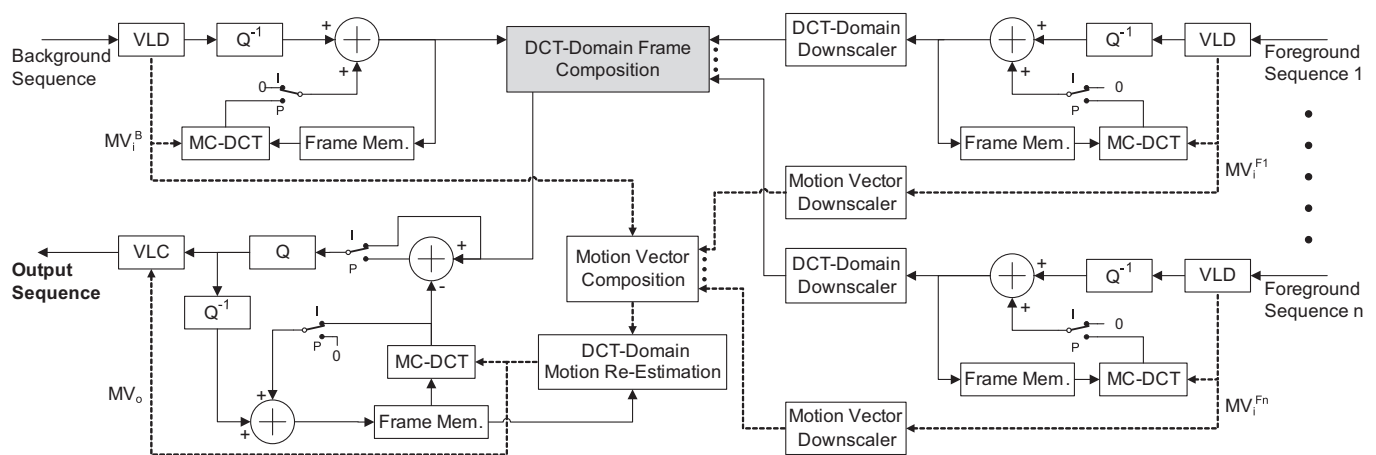 Background
Sequence
VLD
Q⁻¹
+
+
I
0
P
MC-DCT
Frame Mem.
MVᵢᴮ
DCT-Domain Frame
Composition
DCT-Domain
Downscaler
+
+
Q⁻¹
VLD
Foreground
Sequence 1
I
0
P
Frame Mem.
MC-DCT
MVᵢF1
Motion Vector
Downscaler
Output
Sequence
VLC
Q
I
P
+
-
Q⁻¹
I
P
0
MC-DCT
MVₒ
+
+
Frame Mem.
Motion Vector
Composition
DCT-Domain
Motion Re-Estimation
DCT-Domain
Downscaler
+
+
Q⁻¹
VLD
Foreground
Sequence n
I
0
P
Frame Mem.
MC-DCT
MVᵢFn
Motion Vector
Downscaler